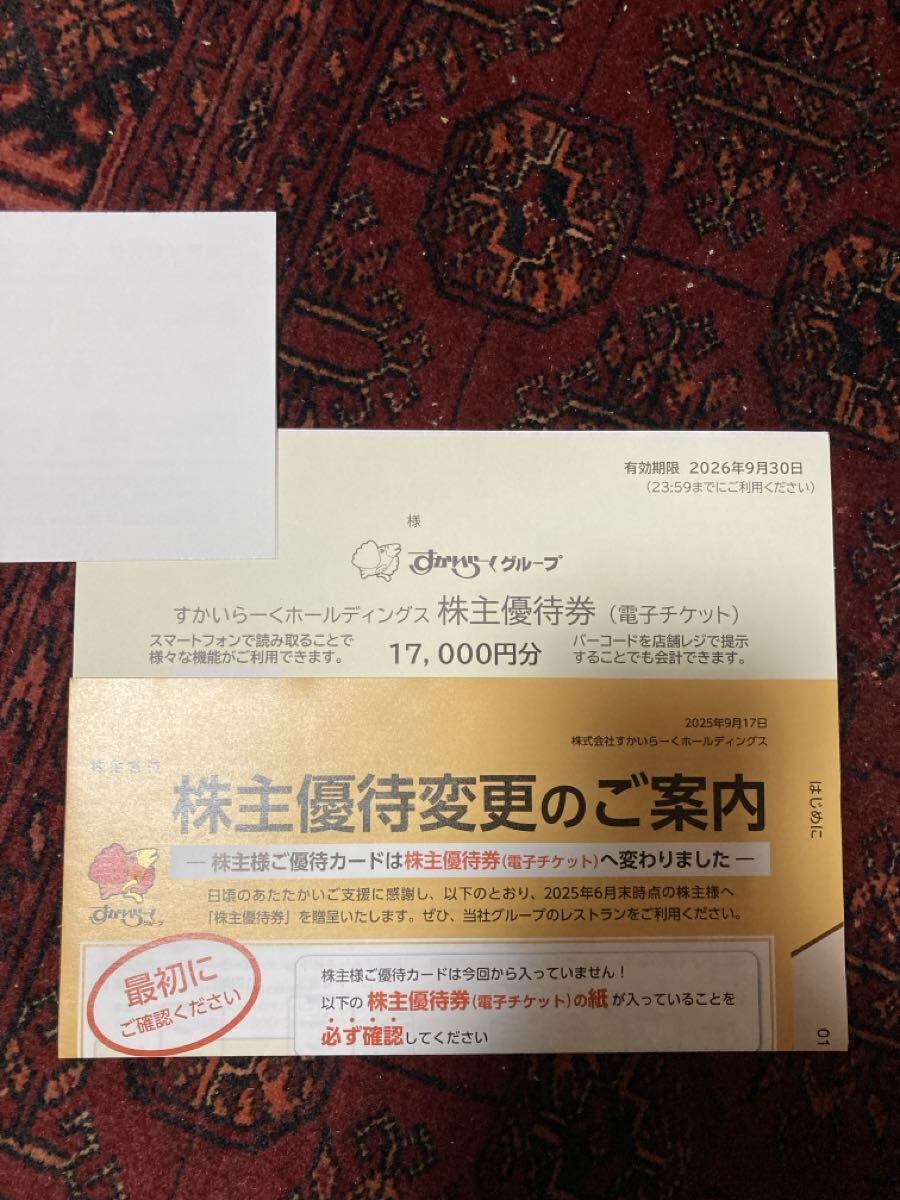 有効期限 2026年9月30日
（23:59までにご利用ください）
様
すかいらーくグループ
すかいらーくホールディングス 株主優待券（電子チケット）
スマートフォンで読み取ることで
様々な機能がご利用できます。
17,000円分
バーコードを店舗レジで提示
することでも会計できます。
2025年9月17日
株式会社すかいらーくホールディングス
株主各位
株主優待変更のご案内
はじめに
― 株主様ご優待カードは株主優待券(電子チケット)へ変わりました ―
日頃のあたたかいご支援に感謝し、以下のとおり、2025年6月末時点の株主様へ
「株主優待券」を贈呈いたします。ぜひ、当社グループのレストランをご利用ください。
すかいらーくグループ
最初に
ご確認ください
株主様ご優待カードは今回から入っていません！
以下の 株主優待券(電子チケット)の紙 が入っていることを
必ず確認してください
01